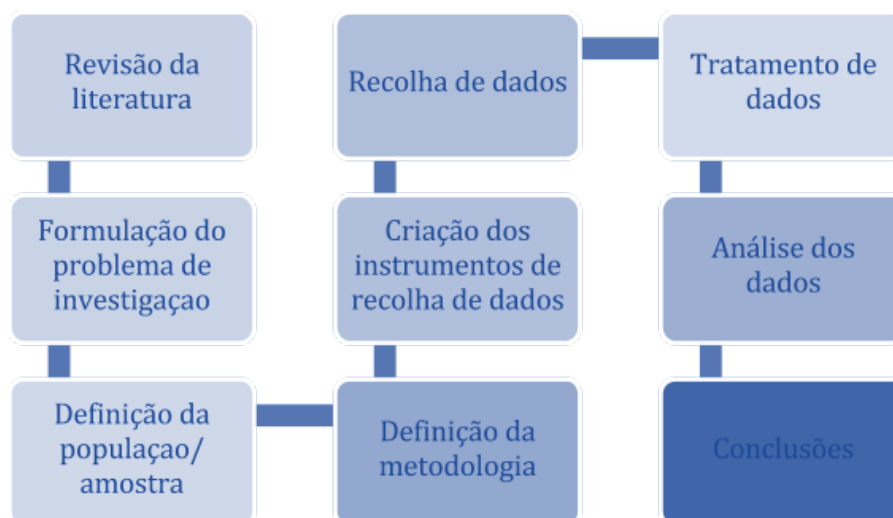 Revisão da
literatura
Formulação do
problema de
investigaçao
Definição da
populaçao/
amostra
Definição da
metodologia
Criação dos
instrumentos de
recolha de dados
Recolha de dados
Tratamento de
dados
Análise dos
dados
Conclusões